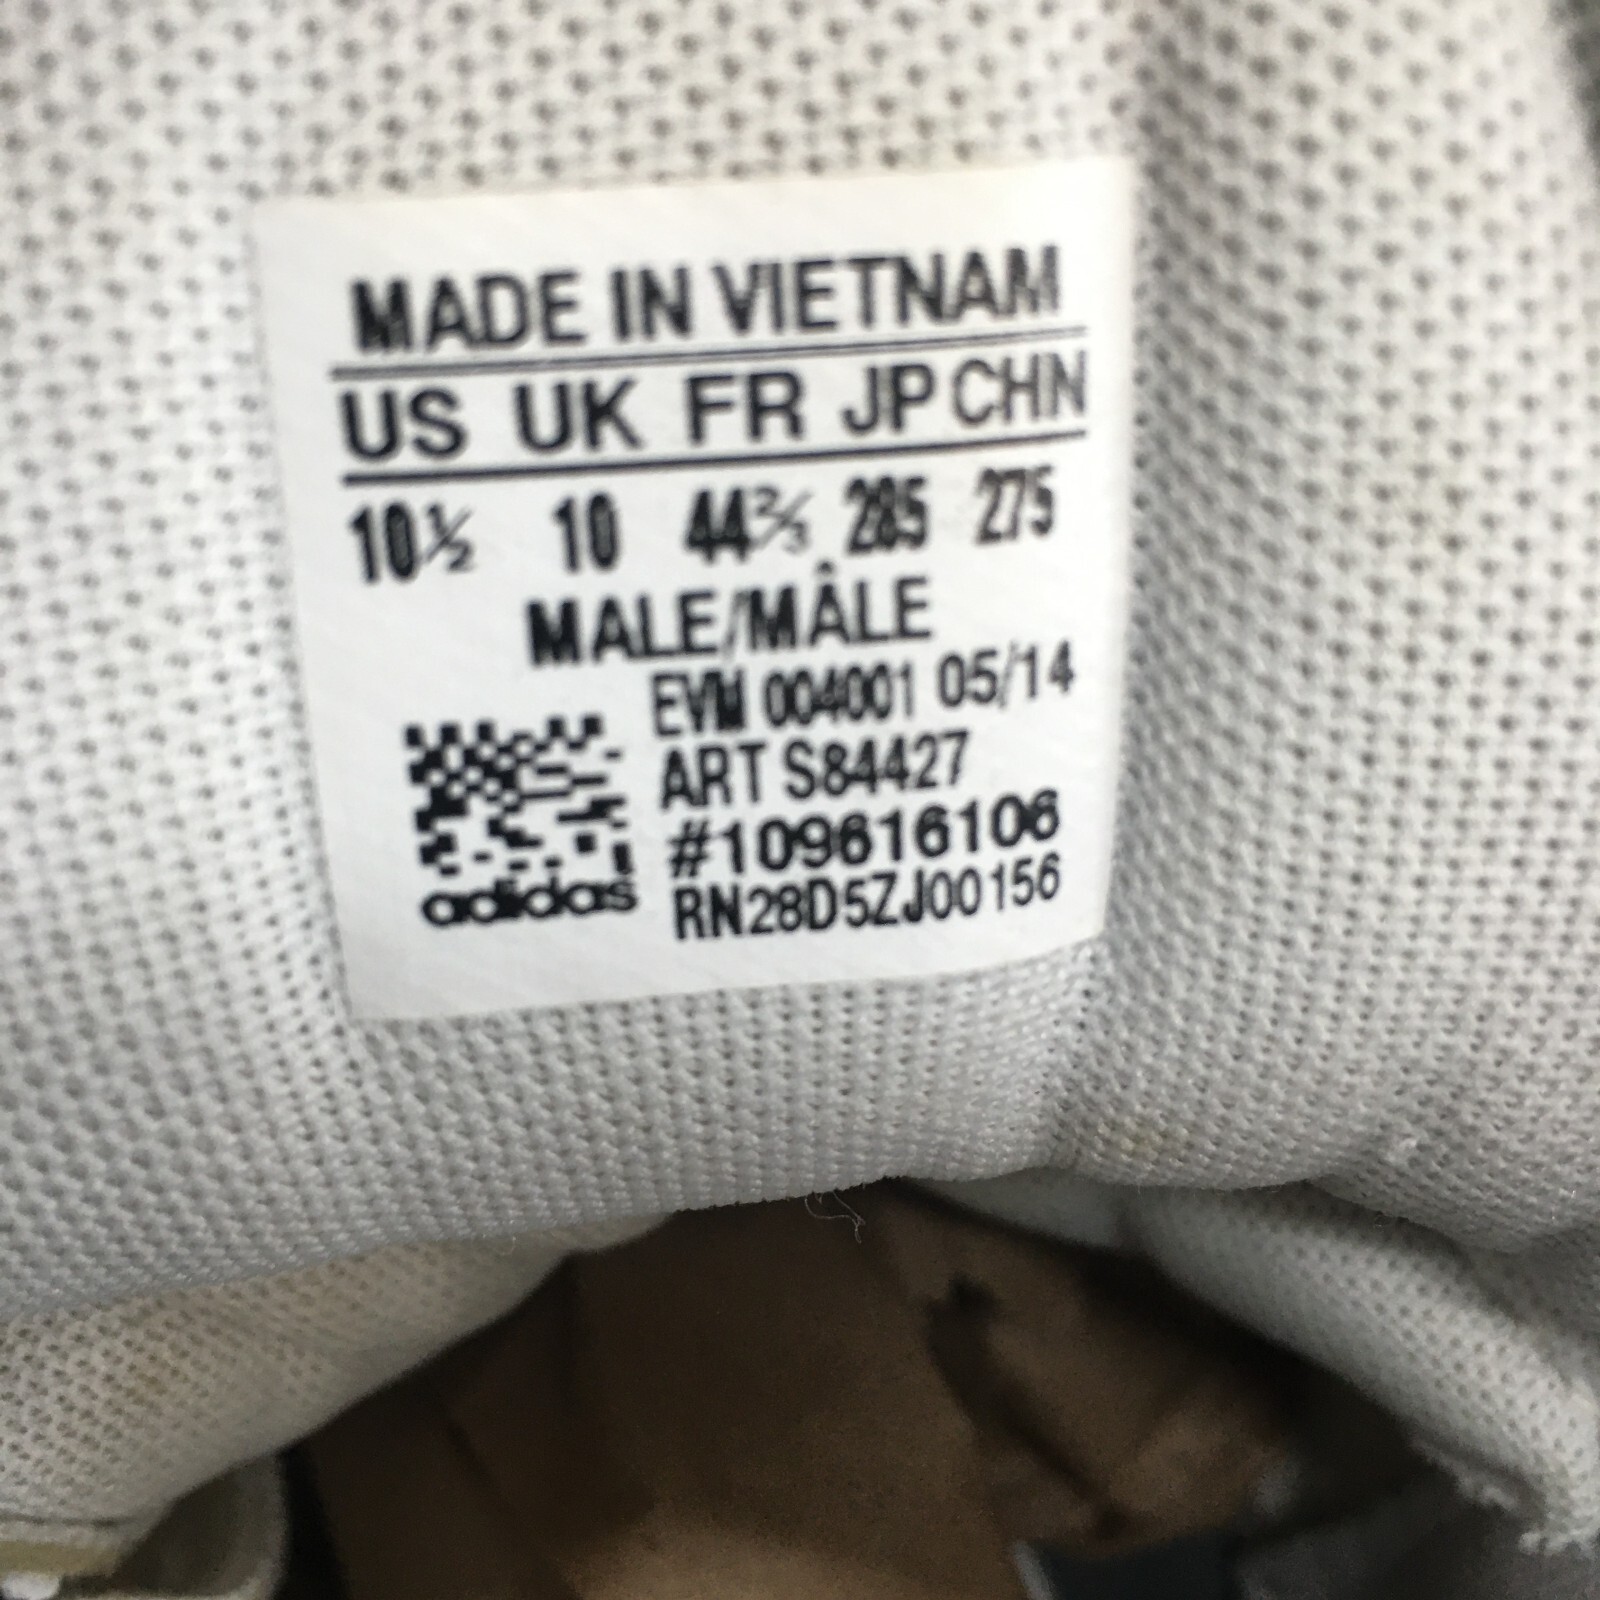 MADE IN VIETNAM
US UK FR JP CHN
10½ 10 44⅔ 285 275
MALE/MÂLE
EVM 004001 05/14
ART S84427
#109616106
RN28D5ZJ00156
adidas